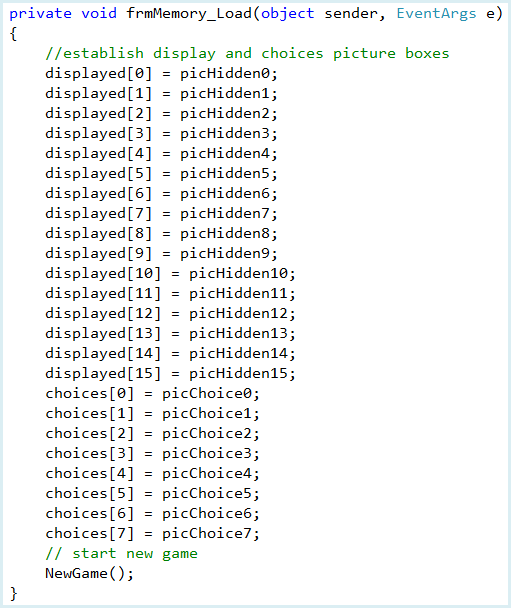 private void frmMemory_Load(object sender, EventArgs e)
{
    //establish display and choices picture boxes
    displayed[0] = picHidden0;
    displayed[1] = picHidden1;
    displayed[2] = picHidden2;
    displayed[3] = picHidden3;
    displayed[4] = picHidden4;
    displayed[5] = picHidden5;
    displayed[6] = picHidden6;
    displayed[7] = picHidden7;
    displayed[8] = picHidden8;
    displayed[9] = picHidden9;
    displayed[10] = picHidden10;
    displayed[11] = picHidden11;
    displayed[12] = picHidden12;
    displayed[13] = picHidden13;
    displayed[14] = picHidden14;
    displayed[15] = picHidden15;
    choices[0] = picChoice0;
    choices[1] = picChoice1;
    choices[2] = picChoice2;
    choices[3] = picChoice3;
    choices[4] = picChoice4;
    choices[5] = picChoice5;
    choices[6] = picChoice6;
    choices[7] = picChoice7;
    // start new game
    NewGame();
}